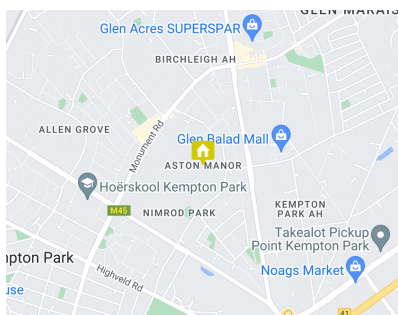 GLEN MARAIS
Glen Acres SUPERSPAR
BIRCHLEIGH AH
ALLEN GROVE
Monument Rd
Glen Balad Mall
ASTON MANOR
Hoërskool Kempton Park
M45
NIMROD PARK
KEMPTON
PARK AH
Takealot Pickup
Point Kempton Park
mpton Park
Noags Market
Highveld Rd
use
41